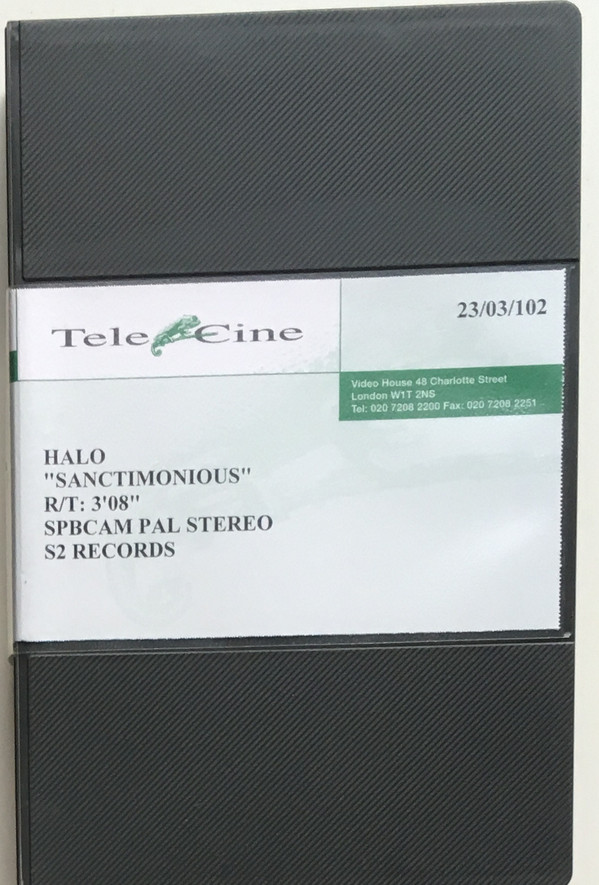 Tele Cine
23/03/102
Video House 48 Charlotte Street
London W1T 2NS
Tel: 020 7208 2200 Fax: 020 7208 2251
HALO
"SANCTIMONIOUS"
R/T: 3'08"
SPBCAM PAL STEREO
S2 RECORDS